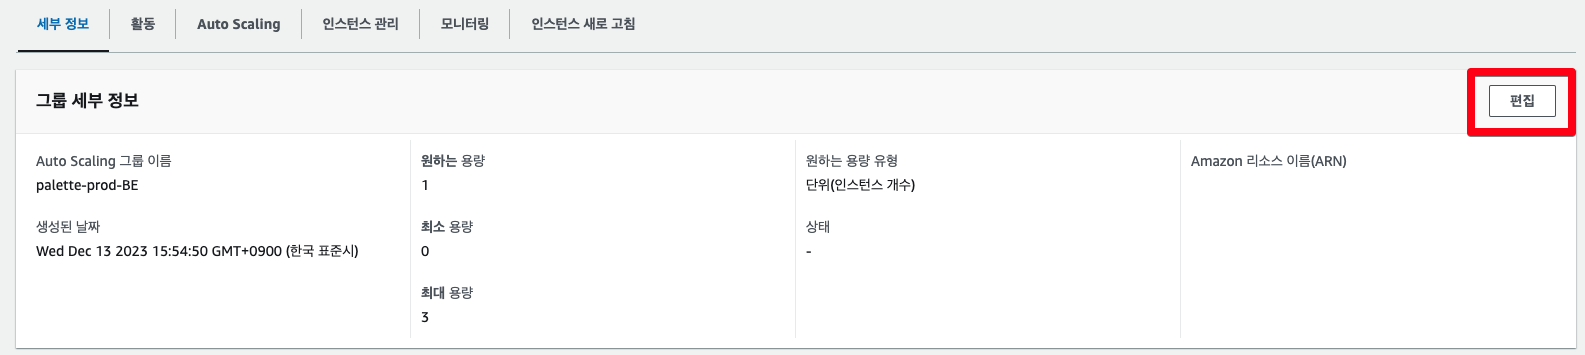 세부 정보
활동
Auto Scaling
인스턴스 관리
모니터링
인스턴스 새로 고침
그룹 세부 정보
편집
Auto Scaling 그룹 이름
palette-prod-BE
생성된 날짜
Wed Dec 13 2023 15:54:50 GMT+0900 (한국 표준시)
원하는 용량
1
최소 용량
0
최대 용량
3
원하는 용량 유형
단위(인스턴스 개수)
상태
-
Amazon 리소스 이름(ARN)